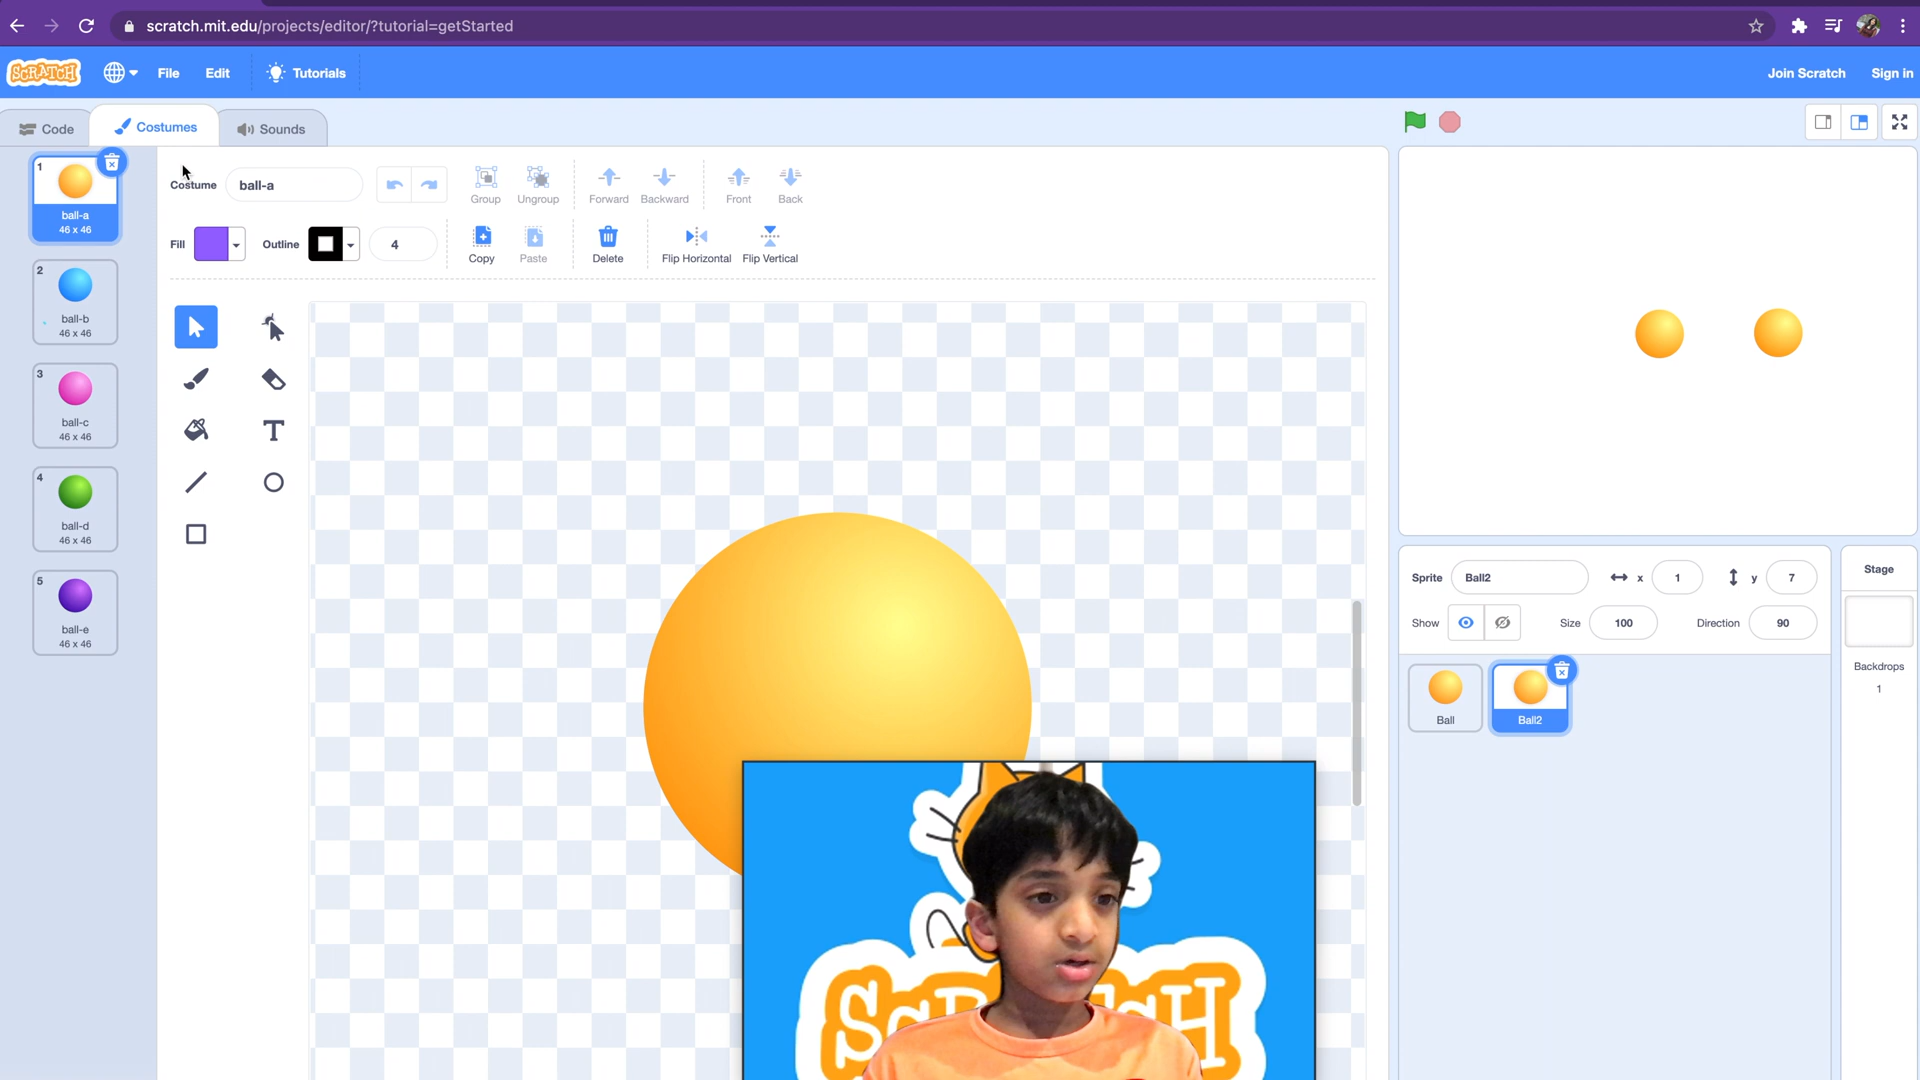 scratch.mit.edu/projects/editor/?tutorial=getStarted
SCRATCH File Edit Tutorials Join Scratch Sign in
Code Costumes Sounds
1
ball-a
46 x 46
2
ball-b
46 x 46
3
ball-c
46 x 46
4
ball-d
46 x 46
5
ball-e
46 x 46
Costume ball-a Group Ungroup Forward Backward Front Back
Fill Outline 4 Copy Paste Delete Flip Horizontal Flip Vertical
Sprite Ball2 x 1 y 7
Show Size 100 Direction 90
Ball Ball2
Stage
Backdrops
1